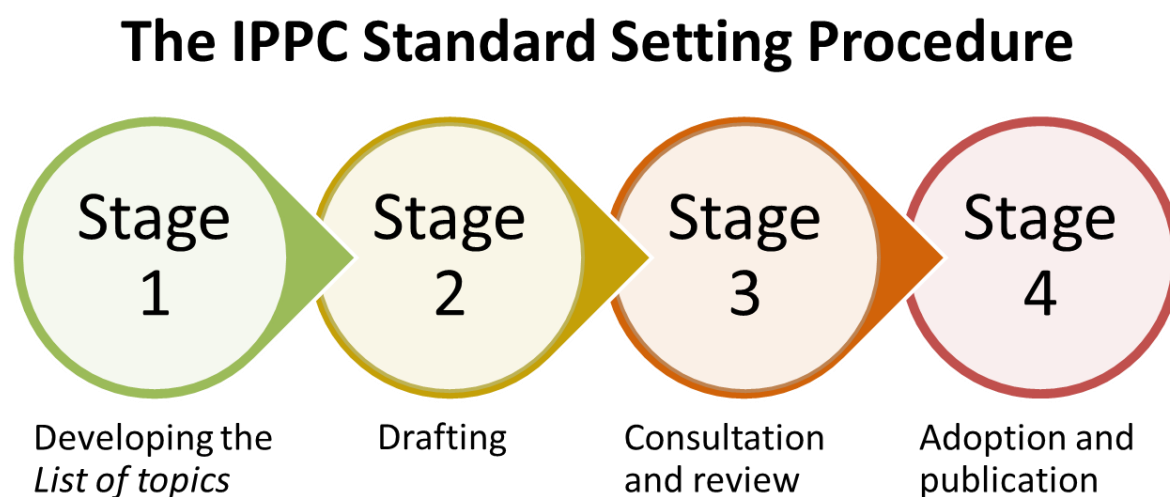 The IPPC Standard Setting Procedure
Stage
1
Stage
2
Stage
3
Stage
4
Developing the
List of topics
Drafting
Consultation
and review
Adoption and
publication